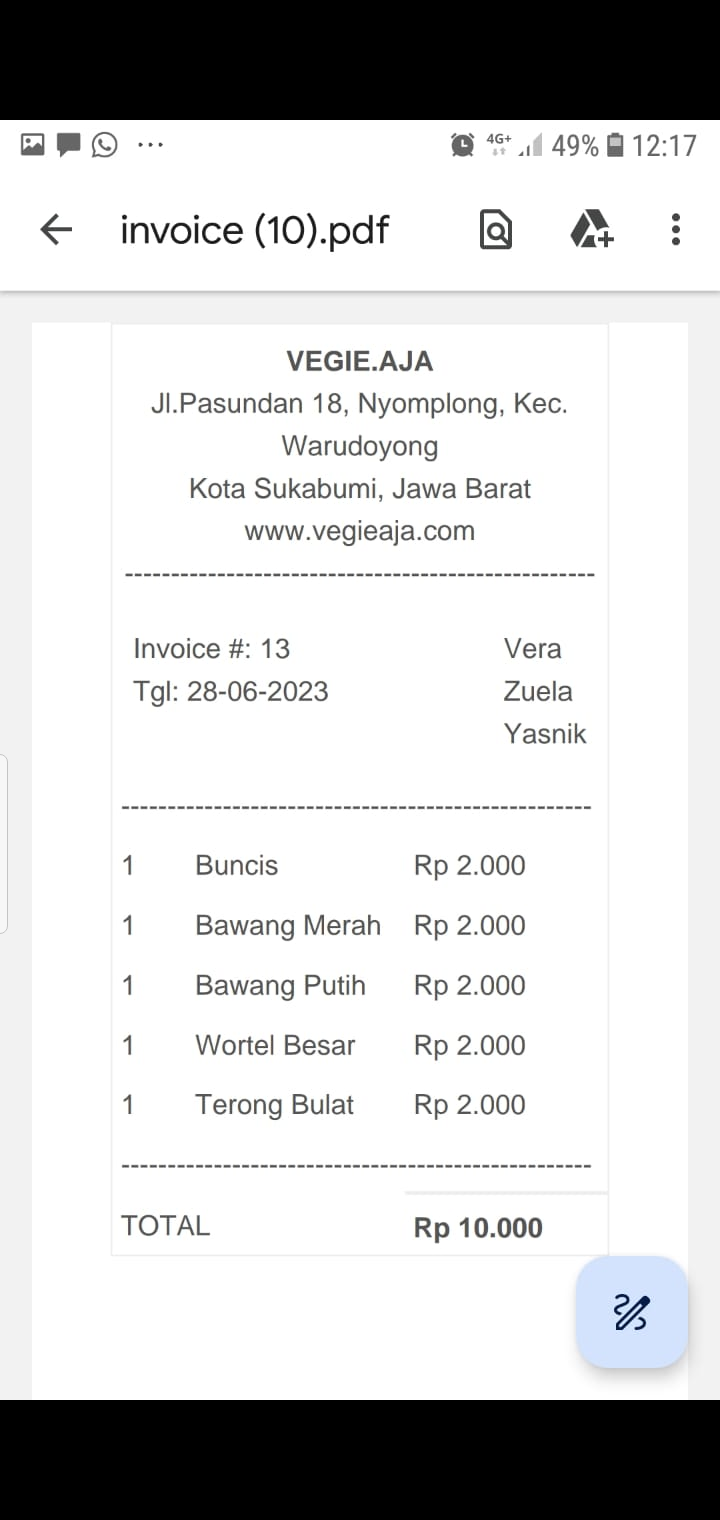 4G+ 49% 12:17
invoice (10).pdf
VEGIE.AJA
Jl.Pasundan 18, Nyomplong, Kec.
Warudoyong
Kota Sukabumi, Jawa Barat
www.vegieaja.com
---------------------------------------------------
Invoice #: 13 Vera
Tgl: 28-06-2023 Zuela
Yasnik
---------------------------------------------------
1 Buncis Rp 2.000
1 Bawang Merah Rp 2.000
1 Bawang Putih Rp 2.000
1 Wortel Besar Rp 2.000
1 Terong Bulat Rp 2.000
---------------------------------------------------
TOTAL Rp 10.000